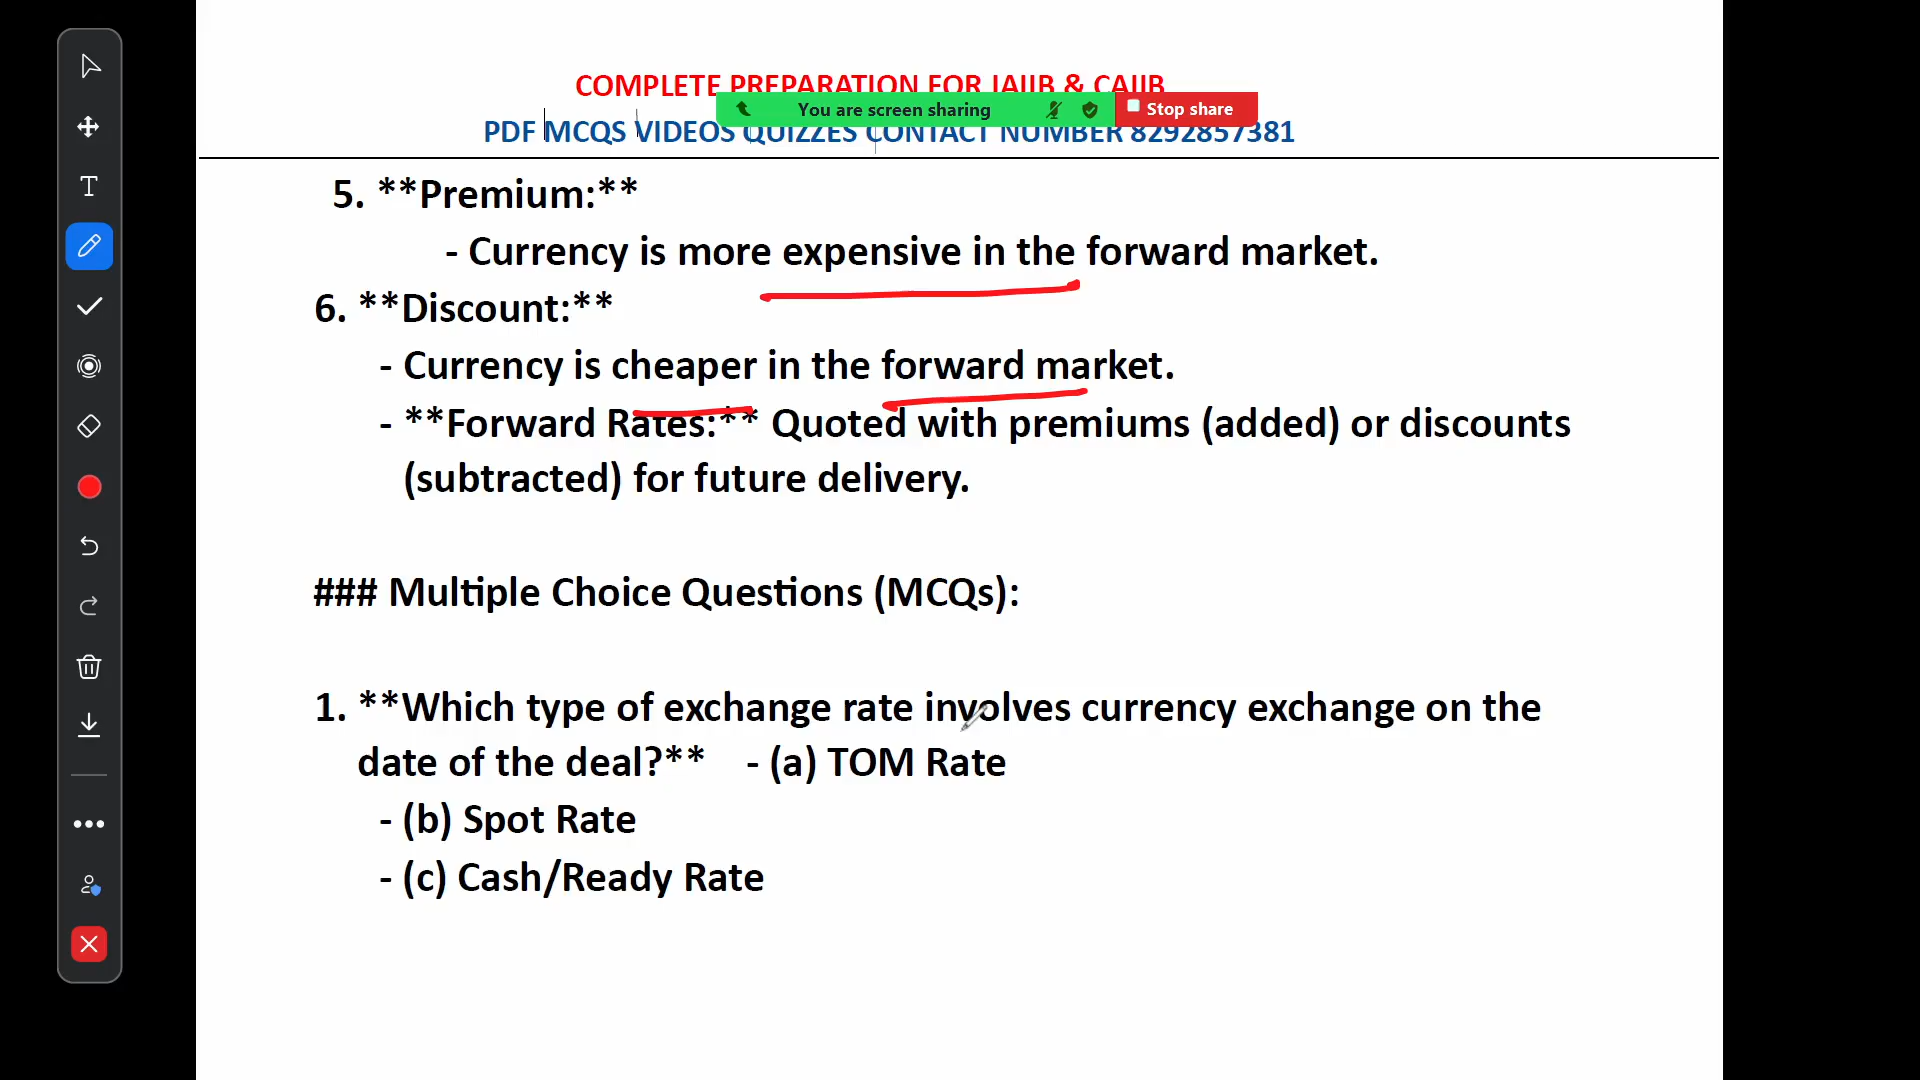 COMPLETE PREPARATION FOR JAIIB & CAIIB
You are screen sharing
Stop share
PDF MCQS VIDEOS QUIZZES CONTACT NUMBER 8292857381
5. **Premium:**
- Currency is more expensive in the forward market.
6. **Discount:**
- Currency is cheaper in the forward market.
- **Forward Rates:** Quoted with premiums (added) or discounts
(subtracted) for future delivery.
### Multiple Choice Questions (MCQs):
1. **Which type of exchange rate involves currency exchange on the
date of the deal?** - (a) TOM Rate
- (b) Spot Rate
- (c) Cash/Ready Rate